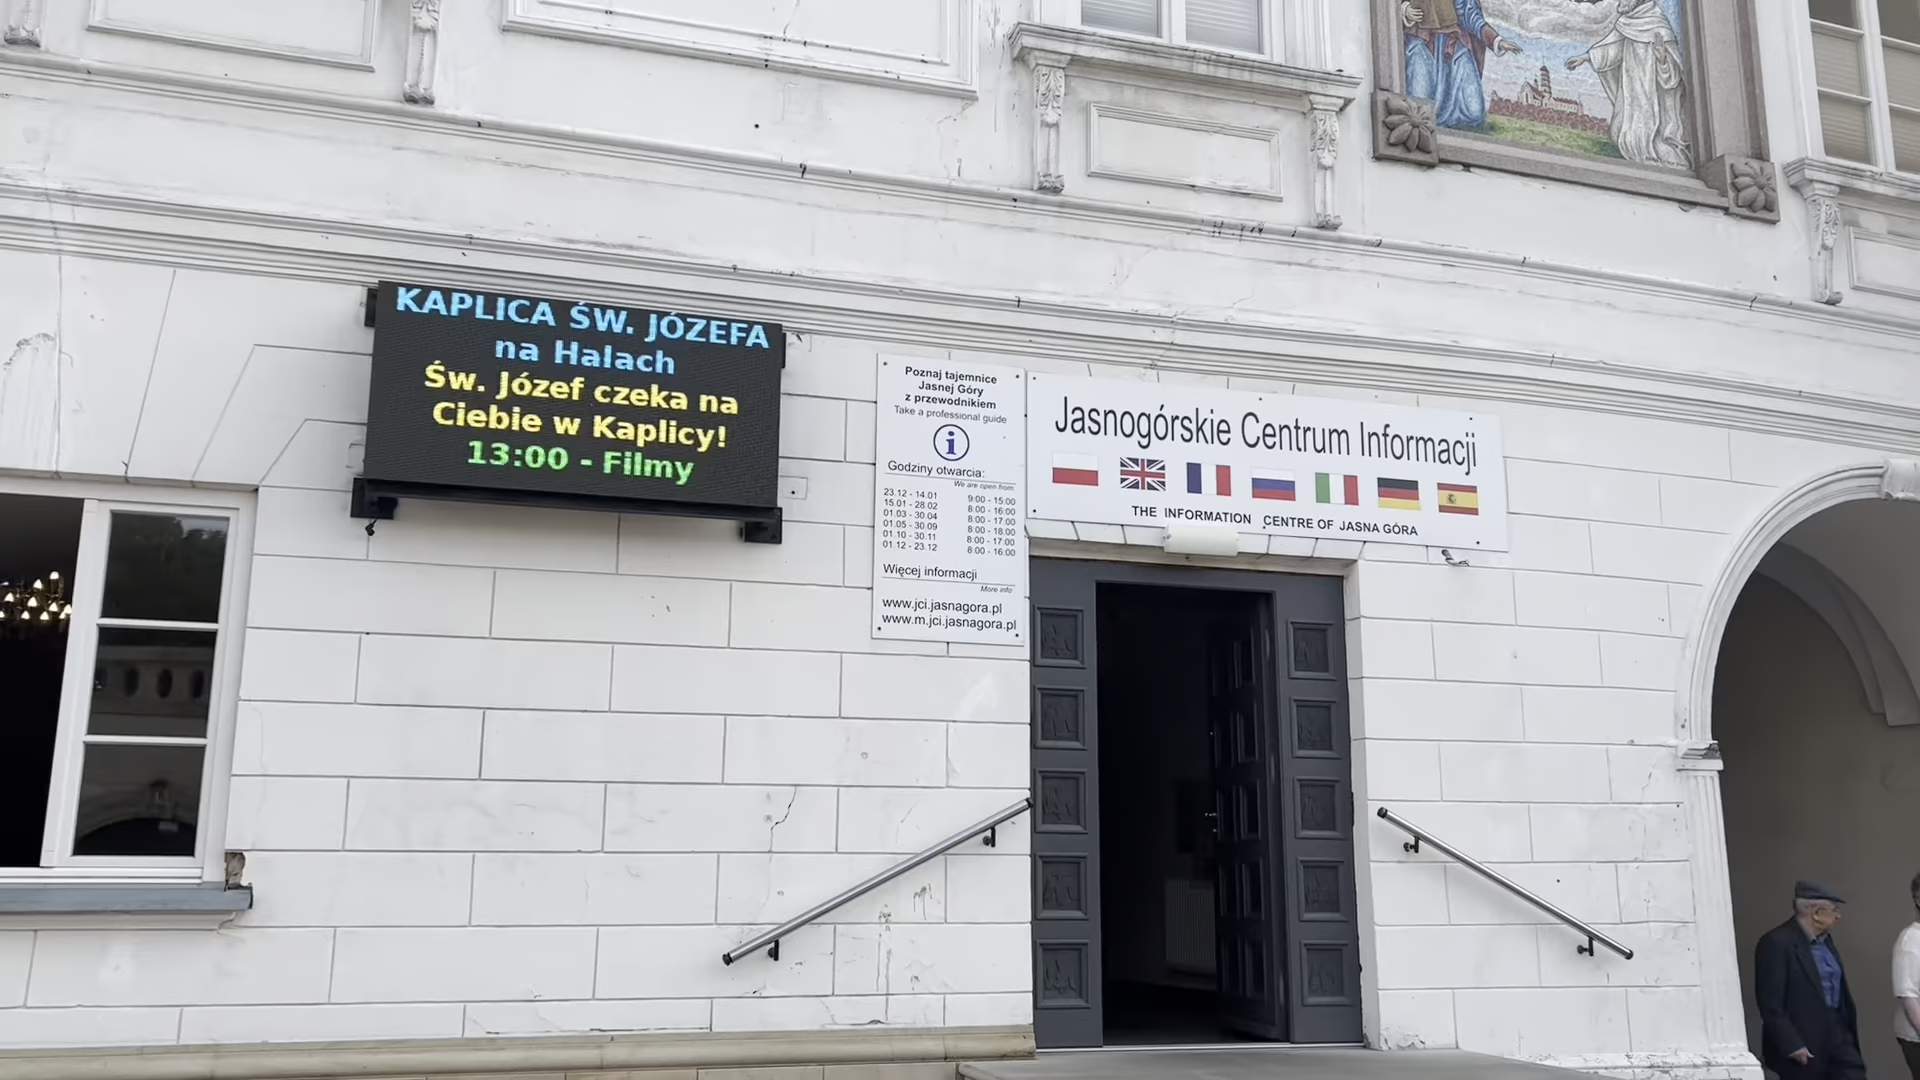 KAPLICA ŚW. JÓZEFA
na Halach
Św. Józef czeka na
Ciebie w Kaplicy!
13:00 - Filmy
Poznaj tajemnice
Jasnej Góry
z przewodnikiem
Take a professional guide
i
Godziny otwarcia:
We are open from:
23.12 - 14.01 9:00 - 15:00
15.01 - 28.02 8:00 - 16:00
01.03 - 30.04 8:00 - 17:00
01.05 - 30.09 8:00 - 18:00
01.10 - 30.11 8:00 - 17:00
01.12 - 23.12 8:00 - 16:00
Więcej informacji
More info
www.jci.jasnagora.pl
www.m.jci.jasnagora.pl
Jasnogórskie Centrum Informacji
THE INFORMATION CENTRE OF JASNA GÓRA